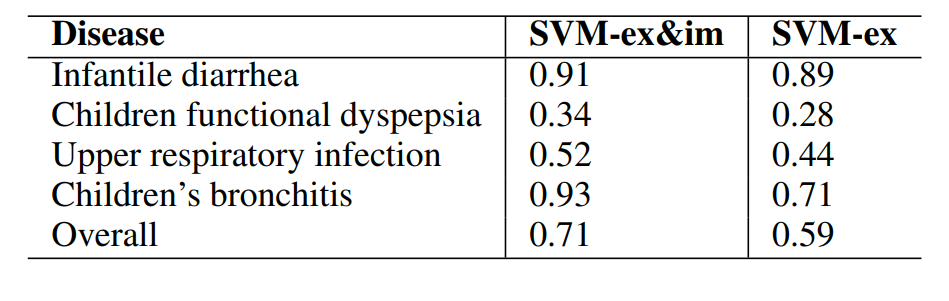 Disease SVM-ex&im SVM-ex
Infantile diarrhea 0.91 0.89
Children functional dyspepsia 0.34 0.28
Upper respiratory infection 0.52 0.44
Children’s bronchitis 0.93 0.71
Overall 0.71 0.59